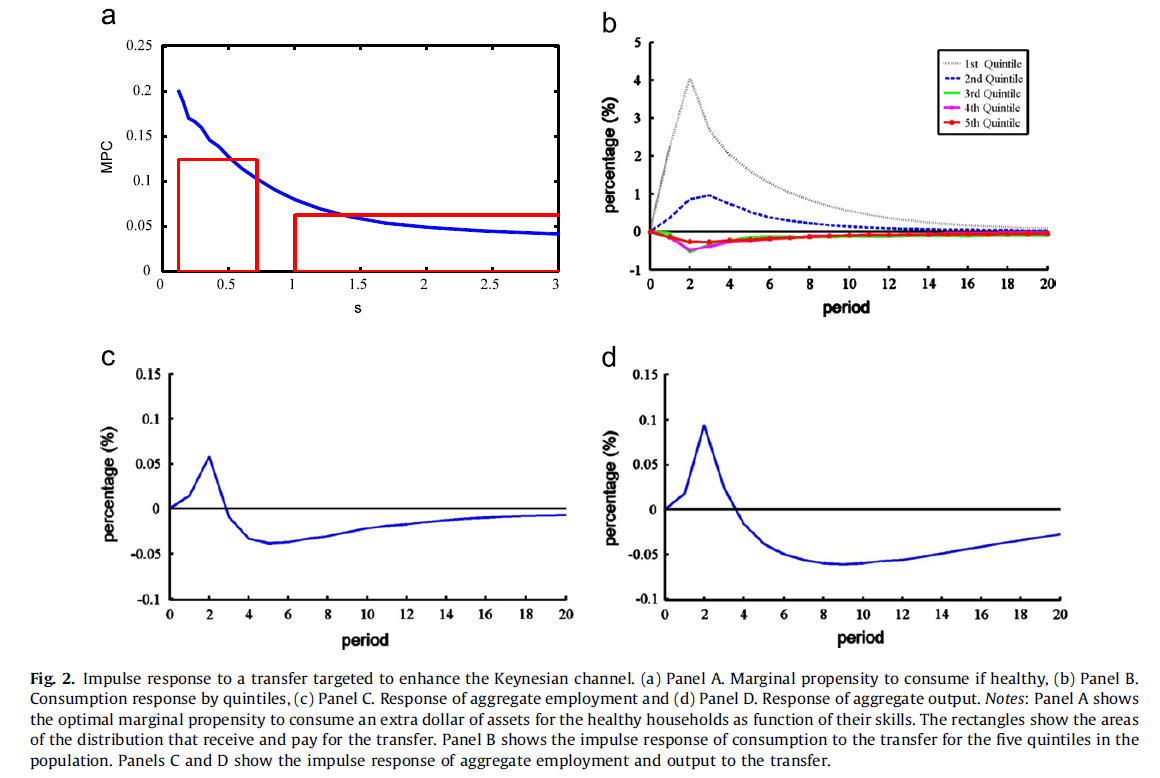 a
0.25
0.2
0.15
0.1
0.05
0
MPC
0 0.5 1 1.5 2 2.5 3
s
b
5
4
3
2
1
0
-1
percentage (%)
1st Quintile
2nd Quintile
3rd Quintile
4th Quintile
5th Quintile
0 2 4 6 8 10 12 14 16 18 20
period
c
0.15
0.1
0.05
0
-0.05
-0.1
percentage (%)
0 2 4 6 8 10 12 14 16 18 20
period
d
0.15
0.1
0.05
0
-0.05
-0.1
percentage (%)
0 2 4 6 8 10 12 14 16 18 20
period
Fig. 2. Impulse response to a transfer targeted to enhance the Keynesian channel. (a) Panel A. Marginal propensity to consume if healthy, (b) Panel B.
Consumption response by quintiles, (c) Panel C. Response of aggregate employment and (d) Panel D. Response of aggregate output. Notes: Panel A shows
the optimal marginal propensity to consume an extra dollar of assets for the healthy households as function of their skills. The rectangles show the areas
of the distribution that receive and pay for the transfer. Panel B shows the impulse response of consumption to the transfer for the five quintiles in the
population. Panels C and D show the impulse response of aggregate employment and output to the transfer.